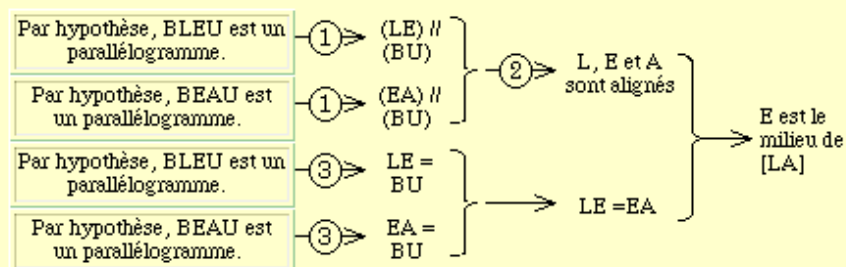 Par hypothèse, BLEU est un
parallélogramme.
1
(LE) //
(BU)
Par hypothèse, BEAU est
un parallélogramme.
1
(EA) //
(BU)
2
L, E et A
sont alignés
Par hypothèse, BLEU est un
parallélogramme.
3
LE =
BU
Par hypothèse, BEAU est
un parallélogramme.
3
EA =
BU
LE =EA
E est le
milieu de
[LA]